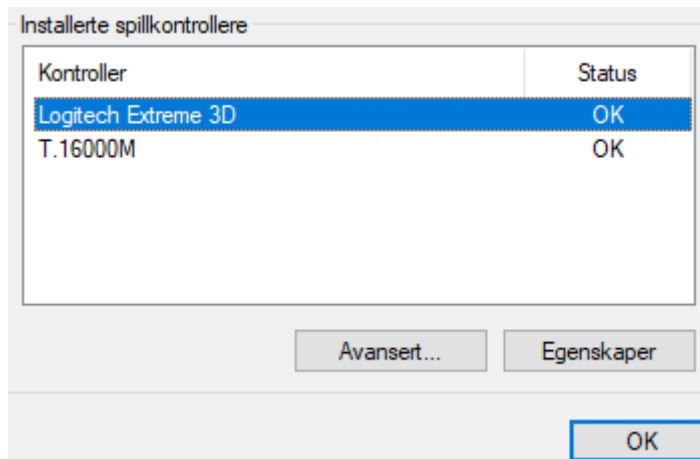 Installerte spillkontrollere
Kontroller Status
Logitech Extreme 3D OK
T.16000M OK
Avansert... Egenskaper
OK